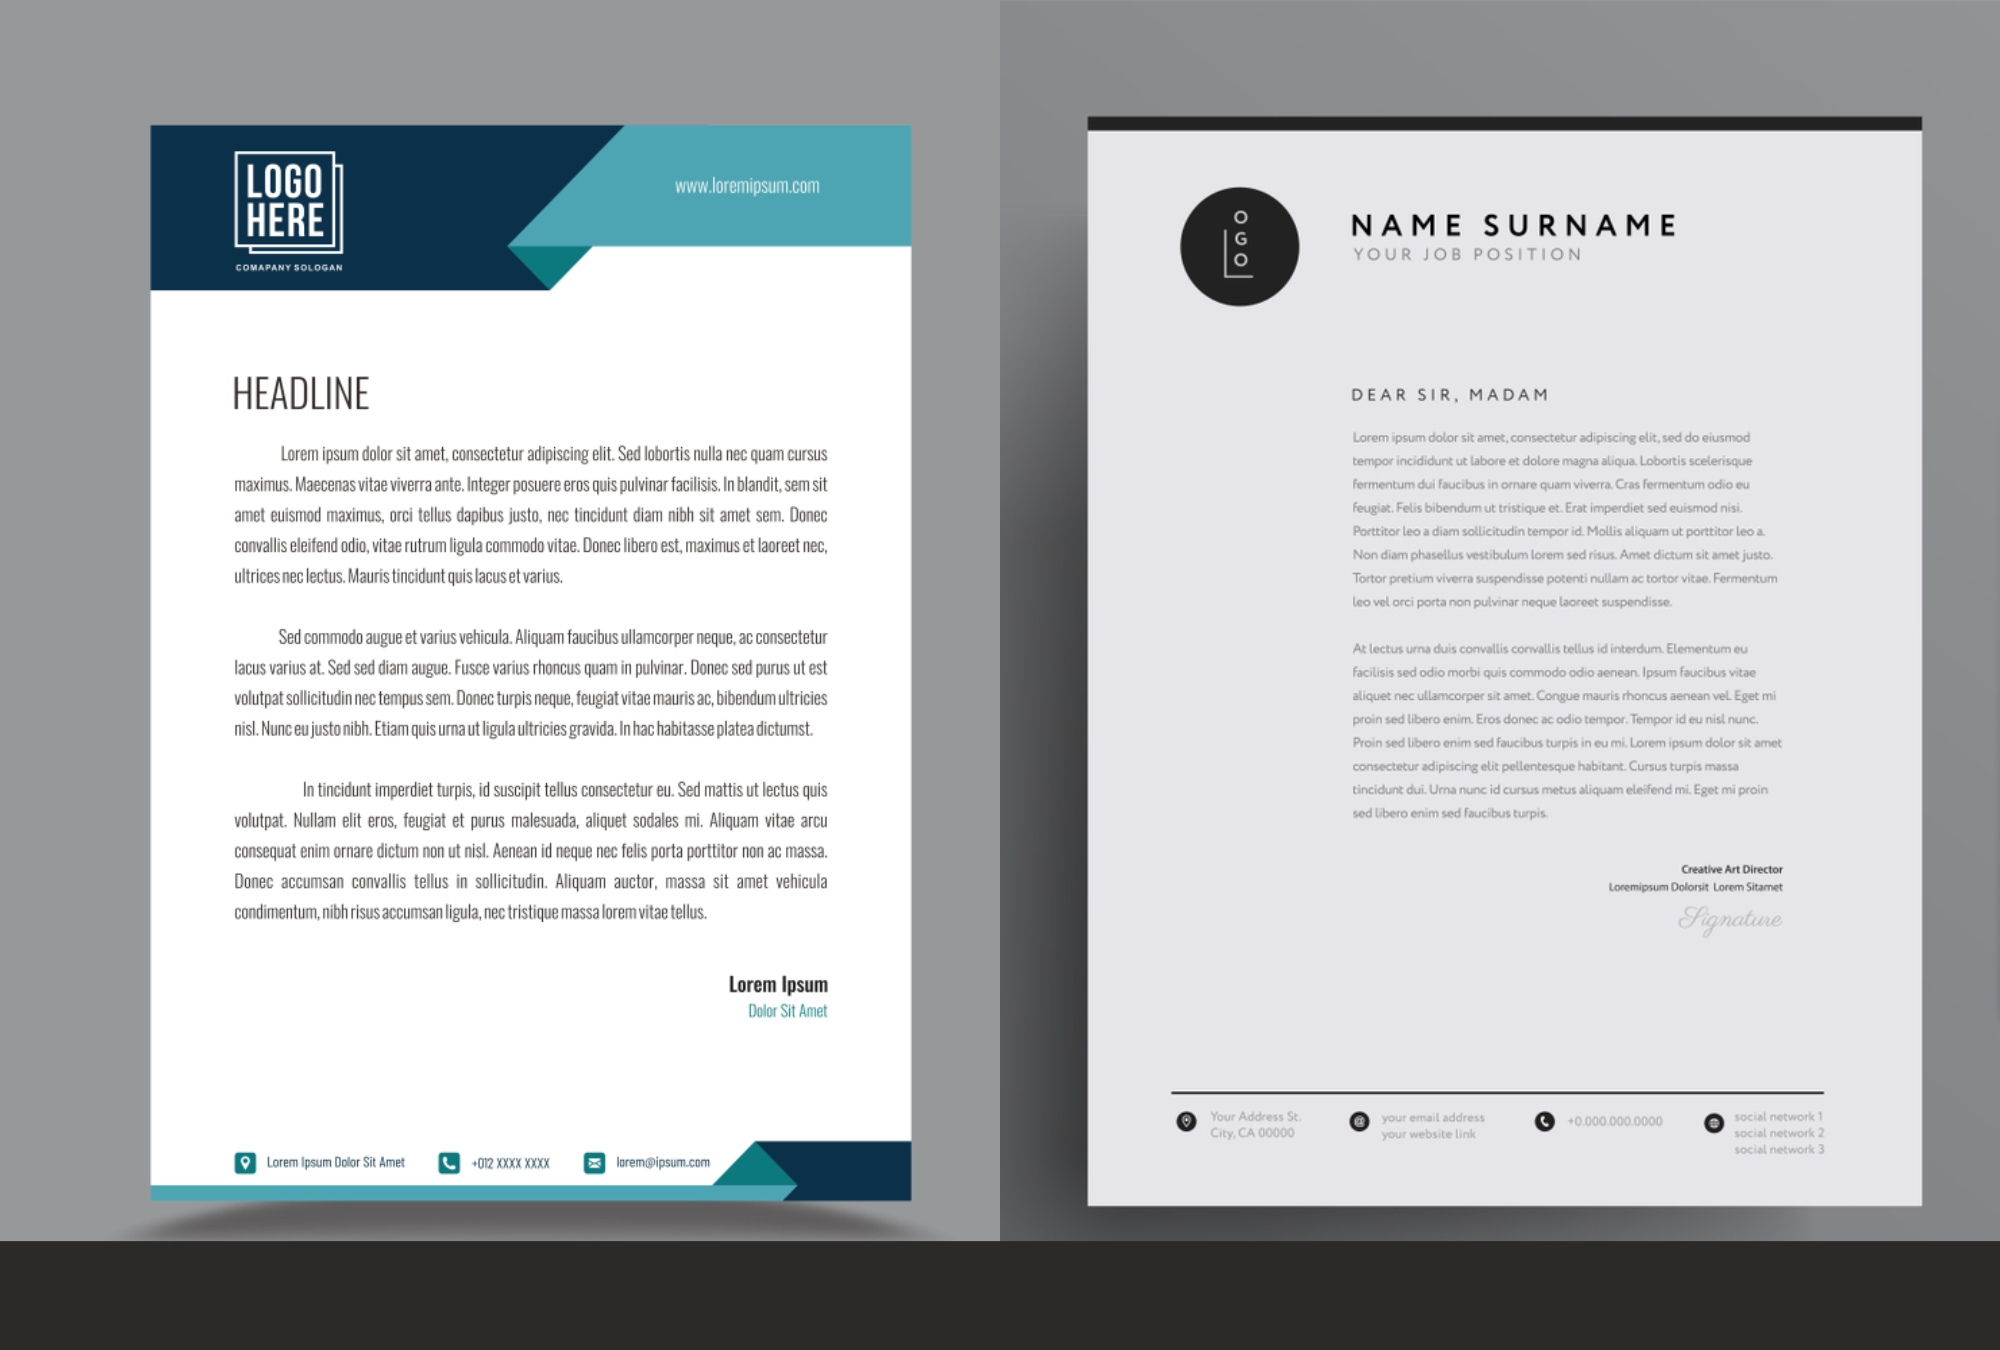 LOGO
HERE
COMAPANY SOLOGAN
www.loremipsum.com
HEADLINE
Lorem ipsum dolor sit amet, consectetur adipiscing elit. Sed lobortis nulla nec quam cursus
maximus. Maecenas vitae viverra ante. Integer posuere eros quis pulvinar facilisis. In blandit, sem sit
amet euismod maximus, orci tellus dapibus justo, nec tincidunt diam nibh sit amet sem. Donec
convallis eleifend odio, vitae rutrum ligula commodo vitae. Donec libero est, maximus et laoreet nec,
ultrices nec lectus. Mauris tincidunt quis lacus et varius.
Sed commodo augue et varius vehicula. Aliquam faucibus ullamcorper neque, ac consectetur
lacus varius at. Sed sed diam augue. Fusce varius rhoncus quam in pulvinar. Donec sed purus ut est
volutpat sollicitudin nec tempus sem. Donec turpis neque, feugiat vitae mauris ac, bibendum ultricies
nisl. Nunc eu justo nibh. Etiam quis urna ut ligula ultricies gravida. In hac habitasse platea dictumst.
In tincidunt imperdiet turpis, id suscipit tellus consectetur eu. Sed mattis ut lectus quis
volutpat. Nullam elit eros, feugiat et purus malesuada, aliquet sodales mi. Aliquam vitae arcu
consequat enim ornare dictum non ut nisl. Aenean id neque nec felis porta porttitor non ac massa.
Donec accumsan convallis tellus in sollicitudin. Aliquam auctor, massa sit amet vehicula
condimentum, nibh risus accumsan ligula, nec tristique massa lorem vitae tellus.
Lorem Ipsum
Dolor Sit Amet
Lorem Ipsum Dolor Sit Amet
+012 XXXX XXXX
lorem@ipsum.com
LOGO
NAME SURNAME
YOUR JOB POSITION
DEAR SIR, MADAM
Lorem ipsum dolor sit amet, consectetur adipiscing elit, sed do eiusmod
tempor incididunt ut labore et dolore magna aliqua. Lobortis scelerisque
fermentum dui faucibus in ornare quam viverra. Cras fermentum odio eu
feugiat. Felis bibendum ut tristique et. Erat imperdiet sed euismod nisi.
Porttitor leo a diam sollicitudin tempor id. Mollis aliquam ut porttitor leo a.
Non diam phasellus vestibulum lorem sed risus. Amet dictum sit amet justo.
Tortor pretium viverra suspendisse potenti nullam ac tortor vitae. Fermentum
leo vel orci porta non pulvinar neque laoreet suspendisse.
At lectus urna duis convallis convallis tellus id interdum. Elementum eu
facilisis sed odio morbi quis commodo odio aenean. Ipsum faucibus vitae
aliquet nec ullamcorper sit amet. Congue mauris rhoncus aenean vel. Eget mi
proin sed libero enim. Eros donec ac odio tempor. Tempor id eu nisl nunc.
Proin sed libero enim sed faucibus turpis in eu mi. Lorem ipsum dolor sit amet
consectetur adipiscing elit pellentesque habitant. Cursus turpis massa
tincidunt dui. Urna nunc id cursus metus aliquam eleifend mi. Eget mi proin
sed libero enim sed faucibus turpis.
Creative Art Director
Loremipsum Dolorsit Lorem Sitamet
Signature
Your Address St.
City, CA 00000
your email address
your website link
+0.000.000.0000
social network 1
social network 2
social network 3